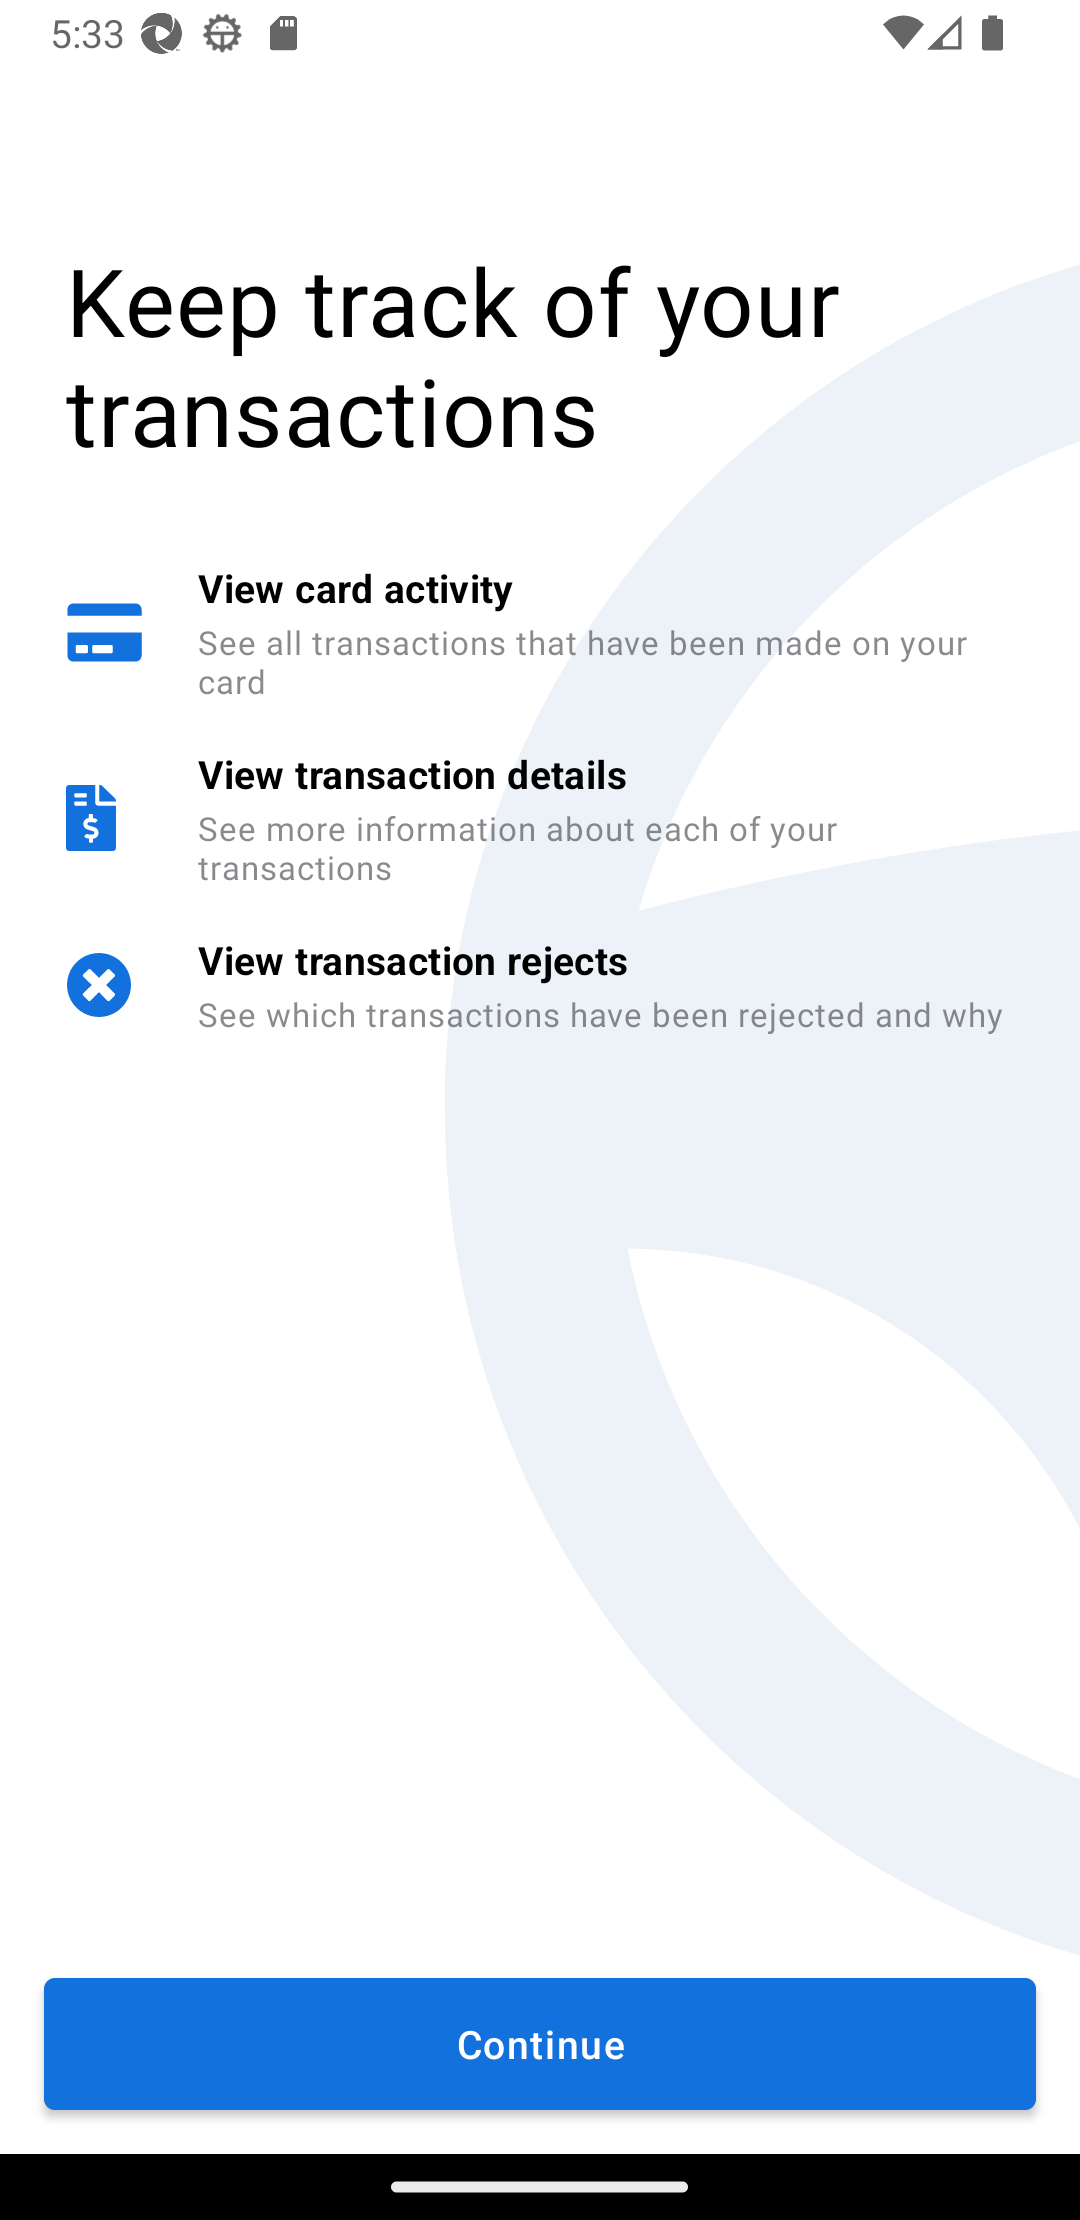 5:33
Keep track of your
transactions
View card activity
See all transactions that have been made on your
card
View transaction details
See more information about each of your
transactions
View transaction rejects
See which transactions have been rejected and why
Continue